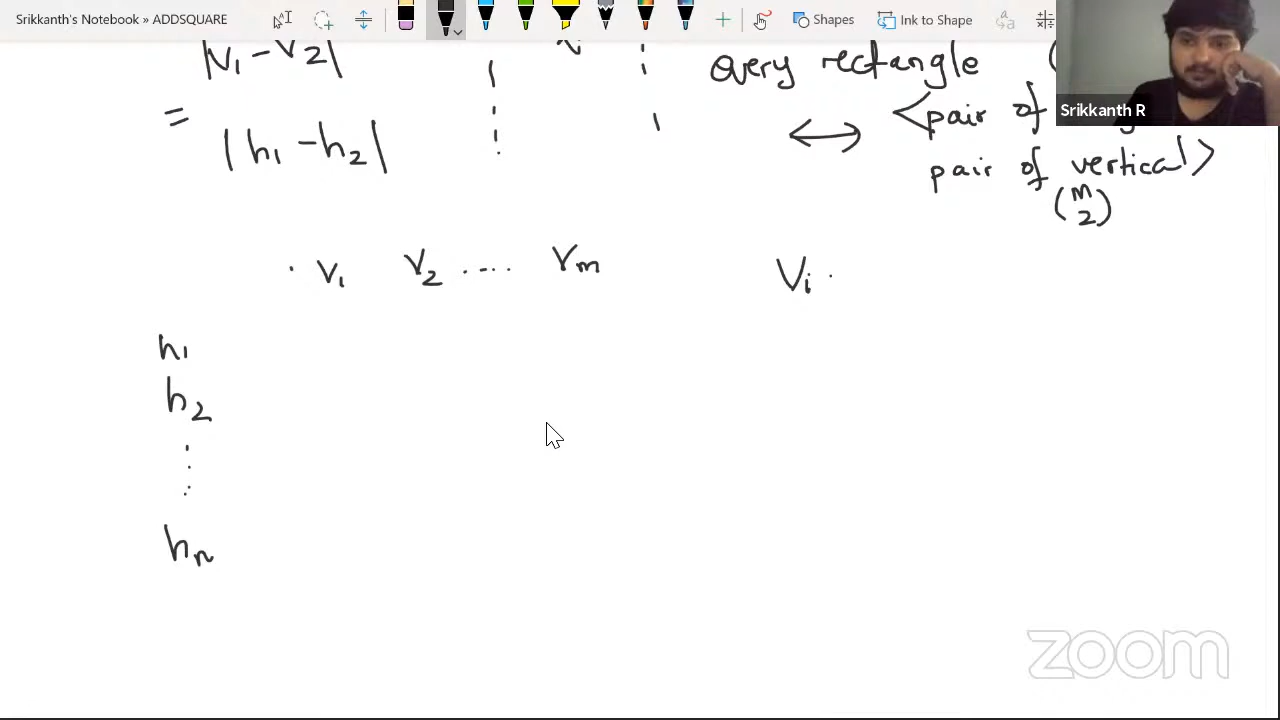 Srikkanth's Notebook » ADDSQUARE
Shapes
Ink to Shape
|V1 - V2|
=
|h1 - h2|
every rectangle (
↔ <pair of
pair of vertical>
(m 2)
. V1 V2 .... Vm
Vi .
h1
h2
⋮
hn
Srikkanth R
zoom